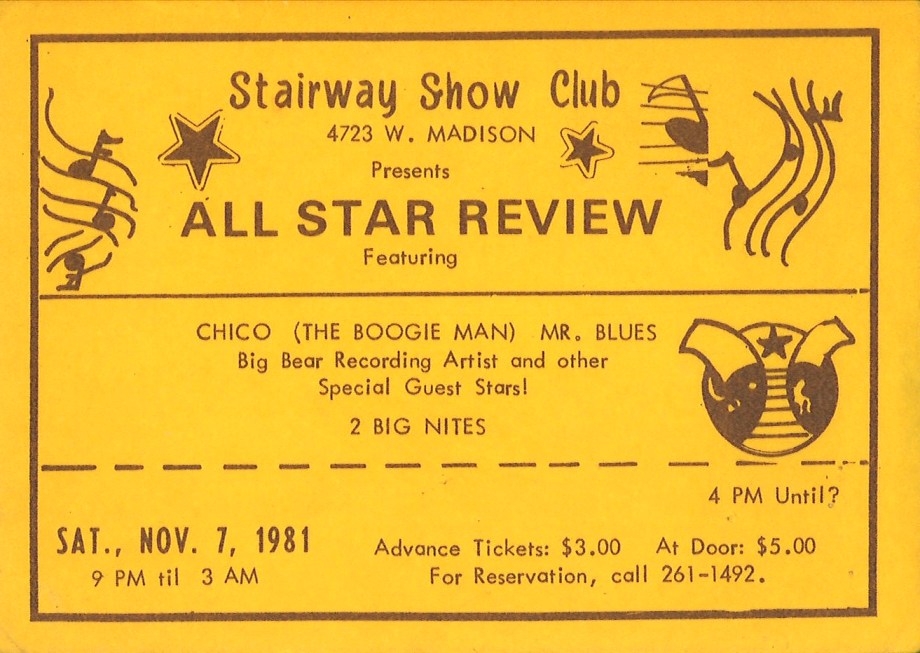 Stairway Show Club
4723 W. MADISON
Presents
ALL STAR REVIEW
Featuring
CHICO (THE BOOGIE MAN) MR. BLUES
Big Bear Recording Artist and other
Special Guest Stars!
2 BIG NITES
4 PM Until?
SAT., NOV. 7, 1981
9 PM til 3 AM
Advance Tickets: $3.00 At Door: $5.00
For Reservation, call 261-1492.